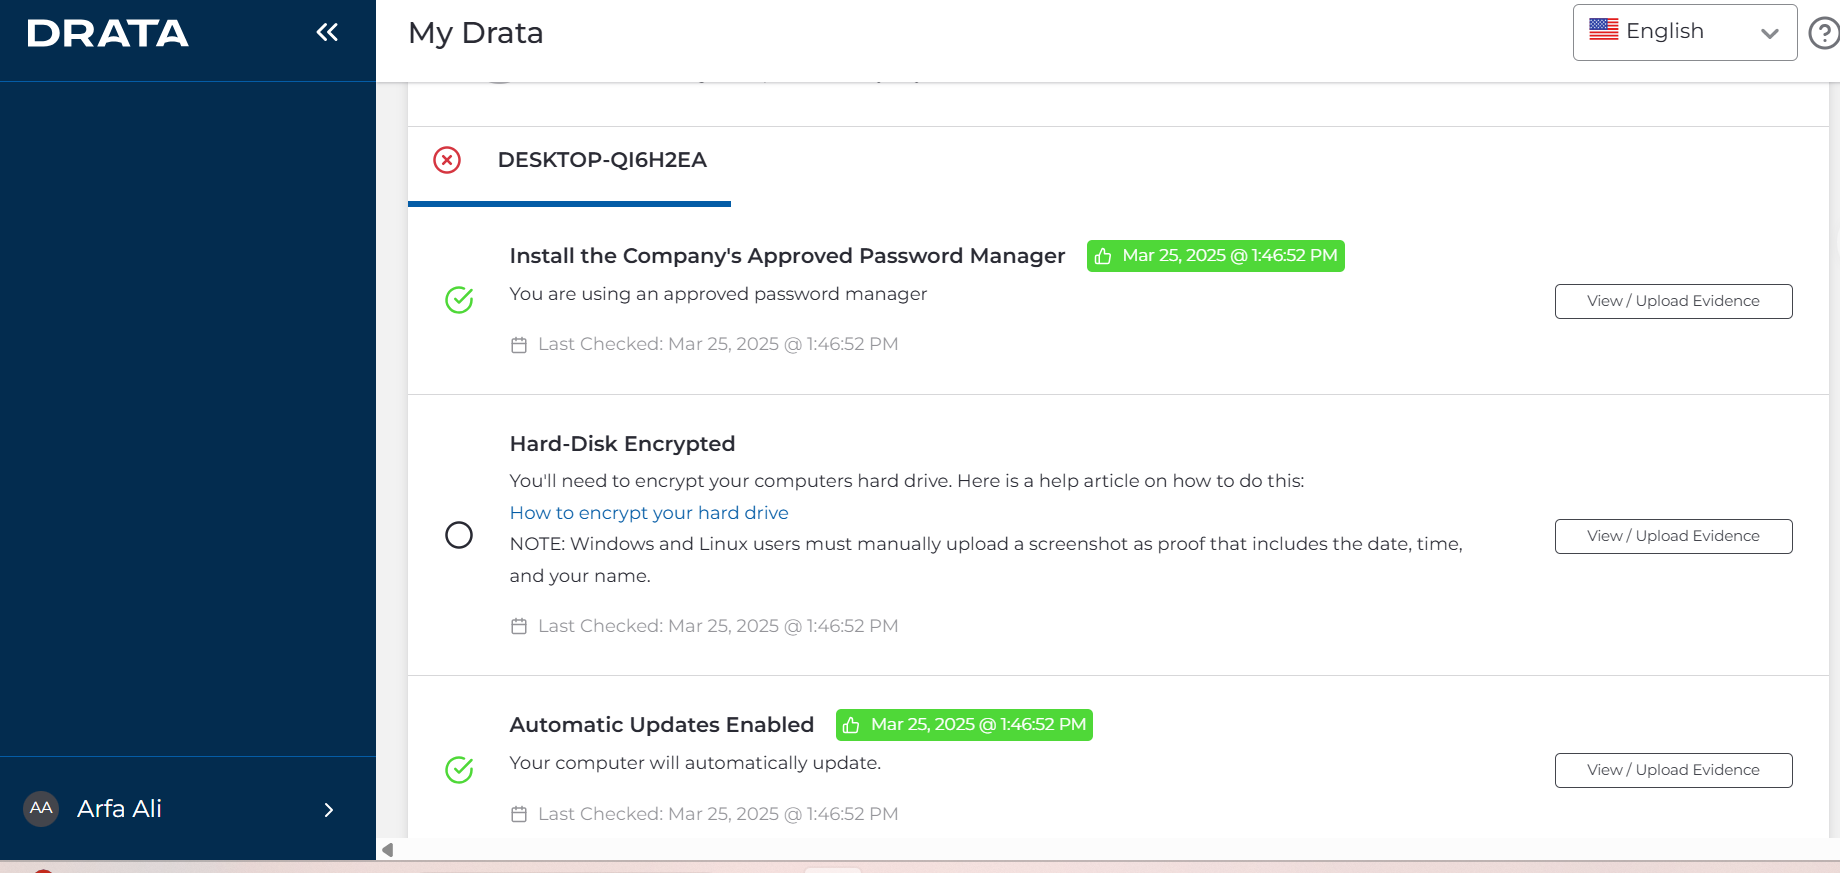 DRATA
My Drata
English
?
DESKTOP-QI6H2EA
Install the Company's Approved Password Manager
Mar 25, 2025 @ 1:46:52 PM
You are using an approved password manager
View / Upload Evidence
Last Checked: Mar 25, 2025 @ 1:46:52 PM
Hard-Disk Encrypted
You'll need to encrypt your computers hard drive. Here is a help article on how to do this:
How to encrypt your hard drive
NOTE: Windows and Linux users must manually upload a screenshot as proof that includes the date, time,
and your name.
View / Upload Evidence
Last Checked: Mar 25, 2025 @ 1:46:52 PM
Automatic Updates Enabled
Mar 25, 2025 @ 1:46:52 PM
Your computer will automatically update.
View / Upload Evidence
Last Checked: Mar 25, 2025 @ 1:46:52 PM
AA
Arfa Ali